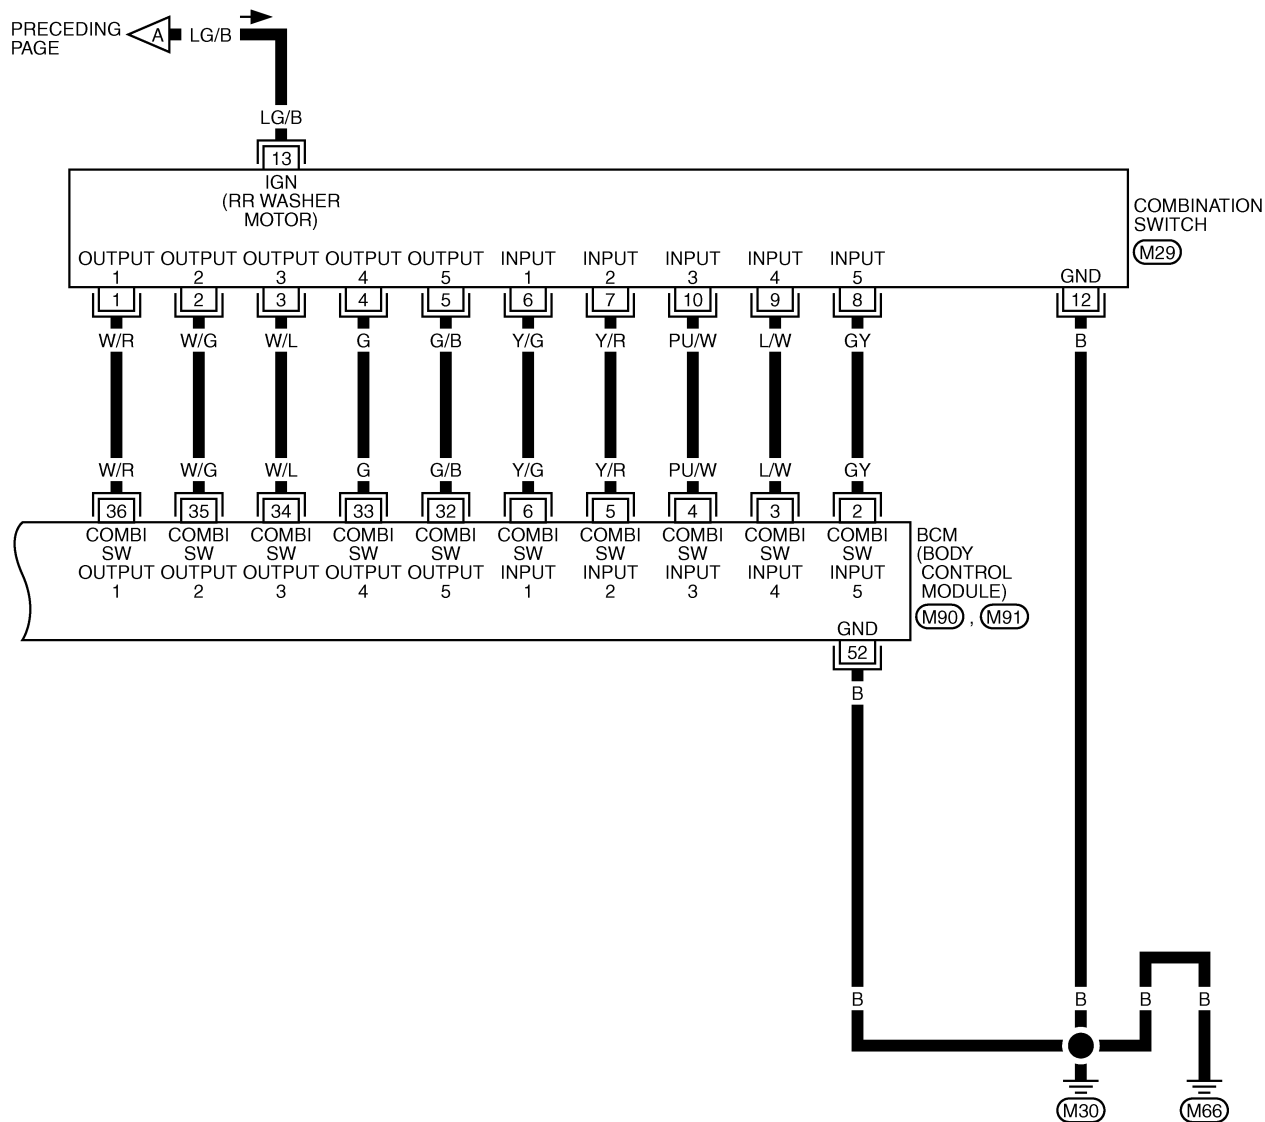 PRECEDING
PAGE
A
LG/B
LG/B
13
IGN
(RR WASHER
MOTOR)
COMBINATION
SWITCH
M29
OUTPUT OUTPUT OUTPUT OUTPUT OUTPUT INPUT INPUT INPUT INPUT INPUT
1 2 3 4 5 1 2 3 4 5 GND
1 2 3 4 5 6 7 10 9 8 12
W/R W/G W/L G G/B Y/G Y/R PU/W L/W GY B
W/R W/G W/L G G/B Y/G Y/R PU/W L/W GY
36 35 34 33 32 6 5 4 3 2
COMBI COMBI COMBI COMBI COMBI COMBI COMBI COMBI COMBI COMBI
SW SW SW SW SW SW SW SW SW SW
OUTPUT OUTPUT OUTPUT OUTPUT OUTPUT INPUT INPUT INPUT INPUT INPUT
1 2 3 4 5 1 2 3 4 5
BCM
(BODY
CONTROL
MODULE)
M90 , M91
GND
52
B
B B B B
M30 M66